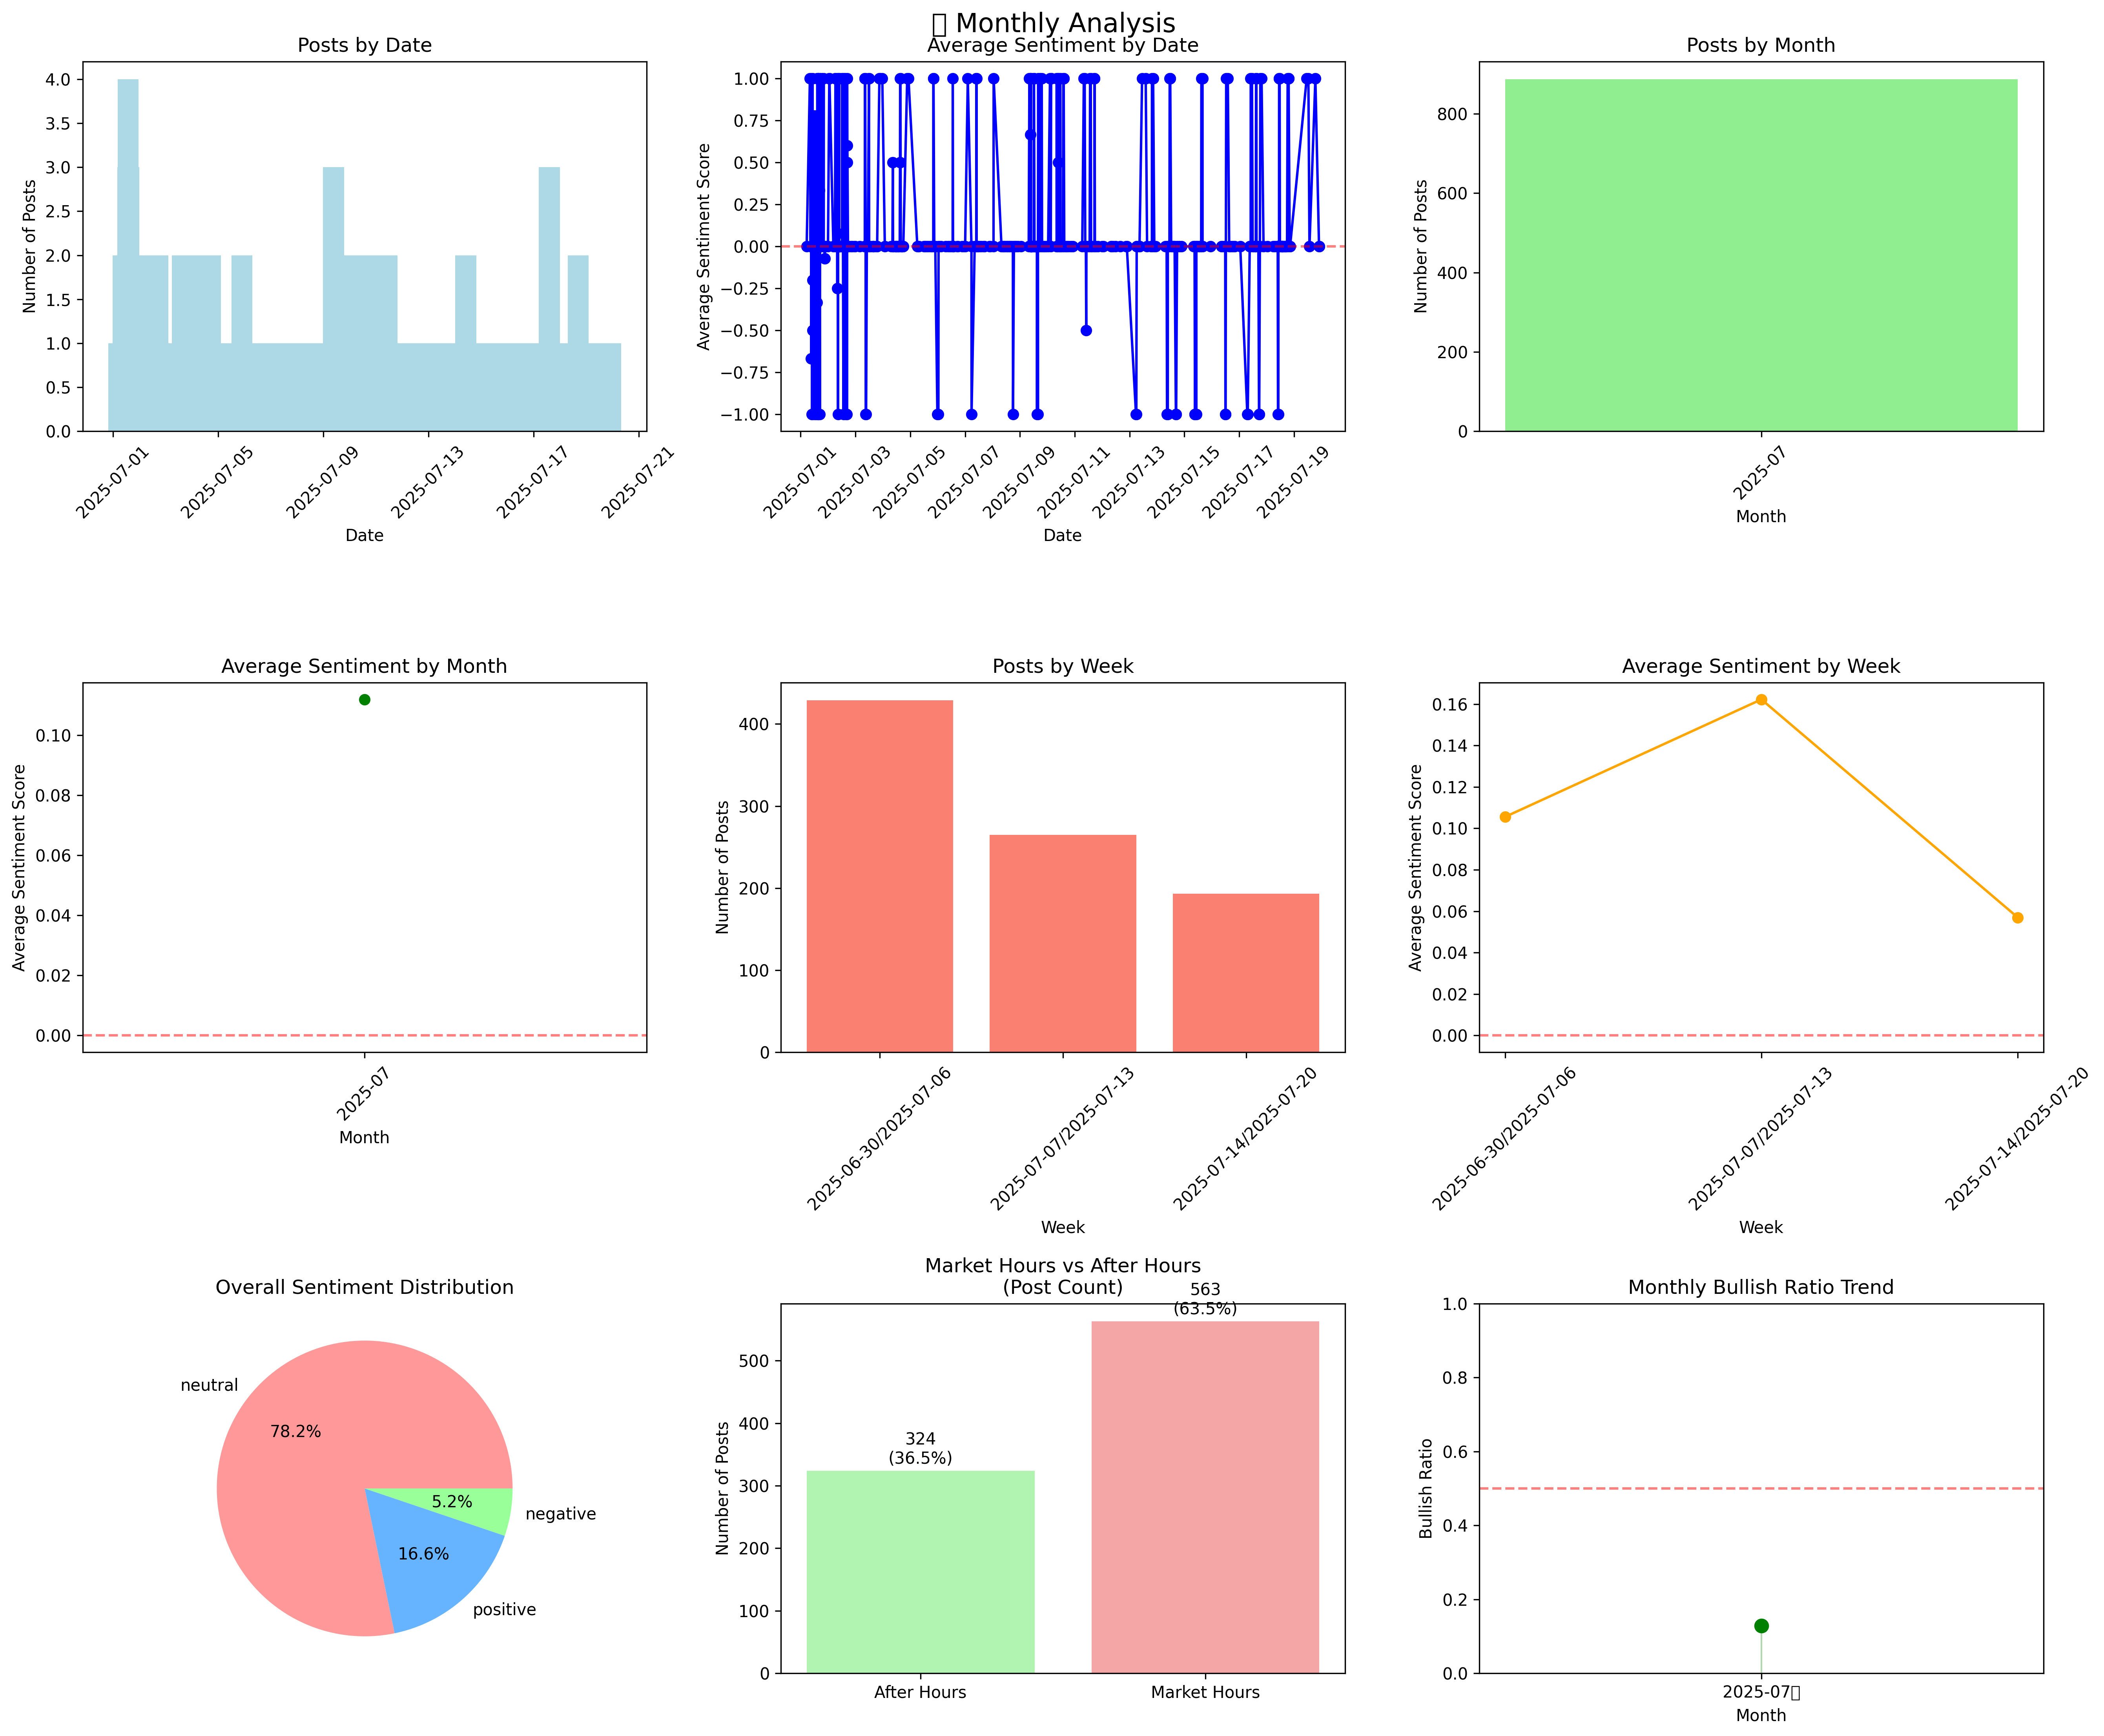 ▯ Monthly Analysis
Posts by Date
4.0
3.5
3.0
2.5
2.0
1.5
1.0
0.5
0.0
Number of Posts
2025-07-01
2025-07-05
2025-07-09
2025-07-13
2025-07-17
2025-07-21
Date
Average Sentiment by Date
1.00
0.75
0.50
0.25
0.00
−0.25
−0.50
−0.75
−1.00
Average Sentiment Score
2025-07-01
2025-07-03
2025-07-05
2025-07-07
2025-07-09
2025-07-11
2025-07-13
2025-07-15
2025-07-17
2025-07-19
Date
Posts by Month
800
600
400
200
0
Number of Posts
2025-07
Month
Average Sentiment by Month
0.10
0.08
0.06
0.04
0.02
0.00
Average Sentiment Score
2025-07
Month
Posts by Week
400
300
200
100
0
Number of Posts
2025-06-30/2025-07-06
2025-07-07/2025-07-13
2025-07-14/2025-07-20
Week
Average Sentiment by Week
0.16
0.14
0.12
0.10
0.08
0.06
0.04
0.02
0.00
Average Sentiment Score
2025-06-30/2025-07-06
2025-07-07/2025-07-13
2025-07-14/2025-07-20
Week
Overall Sentiment Distribution
neutral
78.2%
5.2%
negative
16.6%
positive
Market Hours vs After Hours
(Post Count)
563
(63.5%)
324
(36.5%)
500
400
300
200
100
0
Number of Posts
After Hours
Market Hours
Monthly Bullish Ratio Trend
1.0
0.8
0.6
0.4
0.2
0.0
Bullish Ratio
2025-07▯
Month